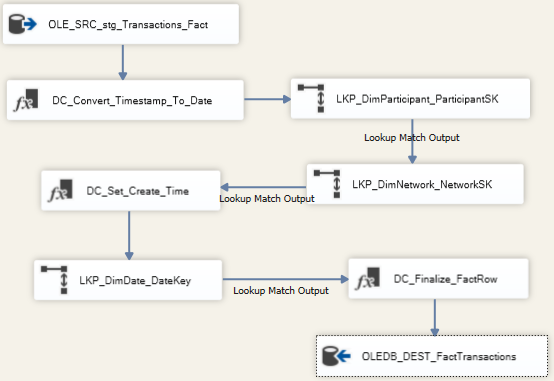 OLE_SRC_stg_Transactions_Fact
DC_Convert_Timestamp_To_Date
LKP_DimParticipant_ParticipantSK
Lookup Match Output
LKP_DimNetwork_NetworkSK
Lookup Match Output
DC_Set_Create_Time
LKP_DimDate_DateKey
Lookup Match Output
DC_Finalize_FactRow
OLEDB_DEST_FactTransactions